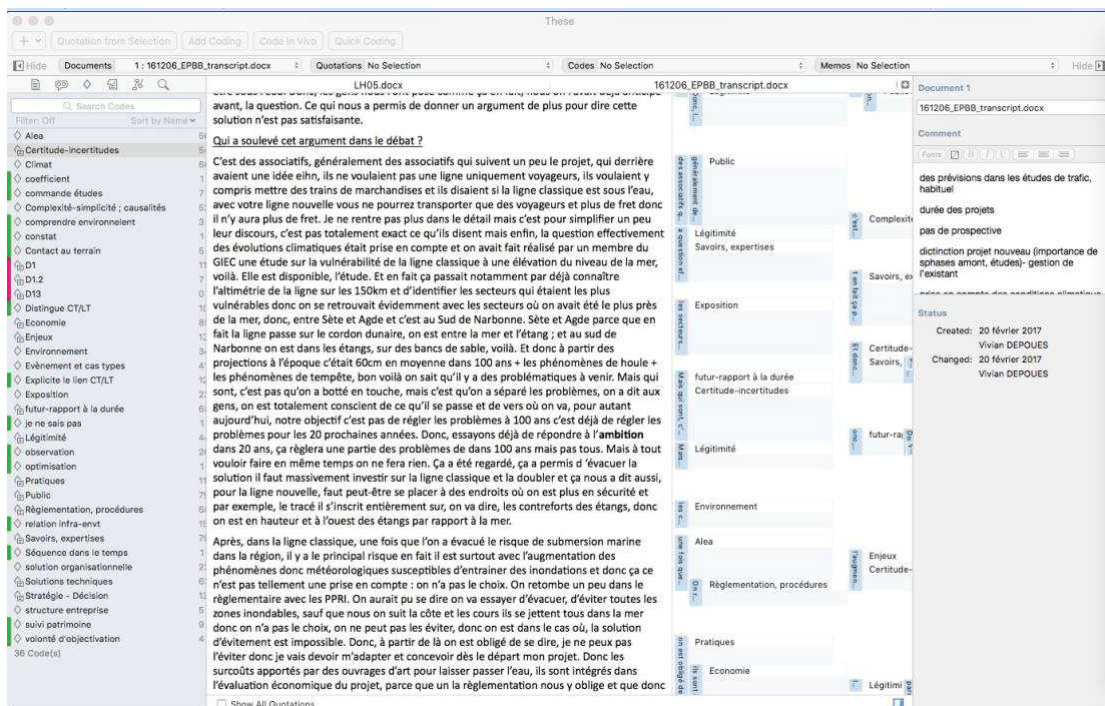 These
Quotation from Selection
Add Coding
Code in Vivo
Quick Coding
Hide
Documents
1 : 161206_EPBB_transcript.docx
Quotations No Selection
Codes No Selection
Memos No Selection
Hide
Search Codes
Filter: Off
Sort by Name
Alea
Certitude-incertitudes
Climat
coefficient
commande études
Complexité-simplicité ; causalités
comprendre environnelent
constat
Contact au terrain
D1
D1.2
D13
Distingue CT/LT
Economie
Enjeux
Environnement
Evènement et cas types
Explicite le lien CT/LT
Exposition
futur-rapport à la durée
je ne sais pas
Légitimité
observation
optimisation
Pratiques
Public
Règlementation, procédures
relation infra-envt
Savoirs, expertises
Séquence dans le temps
solution organisationnelle
Solutions techniques
Stratégie - Décision
structure entreprise
suivi patrimoine
volonté d'objectivation
36 Code(s)
LH05.docx
161206_EPBB_transcript.docx
avant, la question. Ce qui nous a permis de donner un argument de plus pour dire cette
solution n'est pas satisfaisante.
Qui a soulevé cet argument dans le débat ?
C'est des associatifs, généralement des associatifs qui suivent un peu le projet, qui derrière
avaient une idée eihn, ils ne voulaient pas une ligne uniquement voyageurs, ils voulaient y
compris mettre des trains de marchandises et ils disaient si la ligne classique est sous l'eau,
avec votre ligne nouvelle vous ne pourrez transporter que des voyageurs et plus de fret donc
il n'y aura plus de fret. Je ne rentre pas plus dans le détail mais c'est pour simplifier un peu
leur discours, c'est pas totalement exact ce qu'ils disent mais enfin, la question effectivement
des évolutions climatiques était prise en compte et on avait fait réalisé par un membre du
GIEC une étude sur la vulnérabilité de la ligne classique à une élévation du niveau de la mer,
voilà. Elle est disponible, l'étude. Et en fait ça passait notamment par déjà connaître
l'altimétrie de la ligne sur les 150km et d'identifier les secteurs qui étaient les plus
vulnérables donc on se retrouvait évidemment avec les secteurs où on avait été le plus près
de la mer, donc, entre Sète et Agde et c'est au Sud de Narbonne. Sète et Agde parce que en
fait la ligne passe sur le cordon dunaire, on est entre la mer et l'étang ; et au sud de
Narbonne on est dans les étangs, sur des bancs de sable, voilà. Et donc à partir des
projections à l'époque c'était 60cm en moyenne dans 100 ans + les phénomènes de houle +
les phénomènes de tempête, bon voilà on sait qu'il y a des problématiques à venir. Mais qui
sont, c'est pas qu'on a botté en touche, mais c'est qu'on a séparé les problèmes, on a dit aux
gens, on est totalement conscient de ce qu'il se passe et de vers où on va, pour autant
aujourd'hui, notre objectif c'est pas de régler les problèmes à 100 ans c'est déjà de régler les
problèmes pour les 20 prochaines années. Donc, essayons déjà de répondre à l'ambition
dans 20 ans, ça règlera une partie des problèmes de dans 100 ans mais pas tous. Mais à tout
vouloir faire en même temps on ne fera rien. Ça a été regardé, ça a permis d 'évacuer la
solution il faut massivement investir sur la ligne classique et la doubler et ça nous a dit aussi,
pour la ligne nouvelle, faut peut-être se placer à des endroits où on est plus en sécurité et
par exemple, le tracé il s'inscrit entièrement sur, on va dire, les contreforts des étangs, donc
on est en hauteur et à l'ouest des étangs par rapport à la mer.
Après, dans la ligne classique, une fois que l'on a évacué le risque de submersion marine
dans la région, il y a le principal risque en fait il est surtout avec l'augmentation des
phénomènes donc météorologiques susceptibles d'entrainer des inondations et donc ça ce
n'est pas tellement une prise en compte : on n'a pas le choix. On retombe un peu dans le
règlementaire avec les PPRI. On aurait pu se dire on va essayer d'évacuer, d'éviter toutes les
zones inondables, sauf que nous on suit la côte et les cours ils se jettent tous dans la mer
donc on n'a pas le choix, on ne peut pas les éviter, donc on est dans le cas où, la solution
d'évitement est impossible. Donc, à partir de là on est obligé de se dire, je ne peux pas
l'éviter donc je vais devoir m'adapter et concevoir dès le départ mon projet. Donc les
surcoûts apportés par des ouvrages d'art pour laisser passer l'eau, ils sont intégrés dans
l'évaluation économique du projet, parce que un la règlementation nous y oblige et que donc
Show All Quotations
Public
Complexité
Légitimité
Savoirs, expertises
Savoirs, ex
Exposition
Certitude-
Savoirs,
futur-rapport à la durée
Certitude-incertitudes
futur-ra
Légitimité
Environnement
Alea
Enjeux
Certitude-
Règlementation, procédures
Pratiques
Economie
Légitimi
Document 1
161206_EPBB_transcript.docx
Comment
Fonts
des prévisions dans les études de trafic,
habituel
durée des projets
pas de prospective
dictinction projet nouveau (importance de
sphases amont, études)- gestion de
l'existant
Status
Created: 20 février 2017
Vivian DEPOUES
Changed: 20 février 2017
Vivian DEPOUES